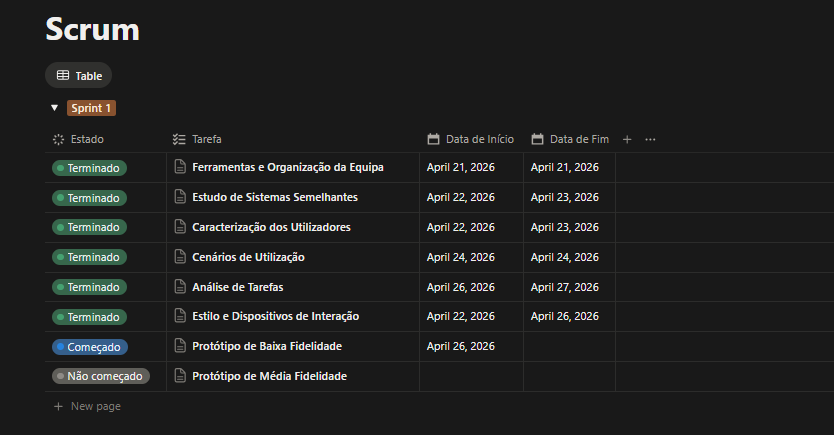 Scrum
Table
Sprint 1
Estado Tarefa Data de Início Data de Fim
Terminado Ferramentas e Organização da Equipa April 21, 2026 April 21, 2026
Terminado Estudo de Sistemas Semelhantes April 22, 2026 April 23, 2026
Terminado Caracterização dos Utilizadores April 22, 2026 April 23, 2026
Terminado Cenários de Utilização April 24, 2026 April 24, 2026
Terminado Análise de Tarefas April 26, 2026 April 27, 2026
Terminado Estilo e Dispositivos de Interação April 22, 2026 April 26, 2026
Começado Protótipo de Baixa Fidelidade April 26, 2026
Não começado Protótipo de Média Fidelidade
New page